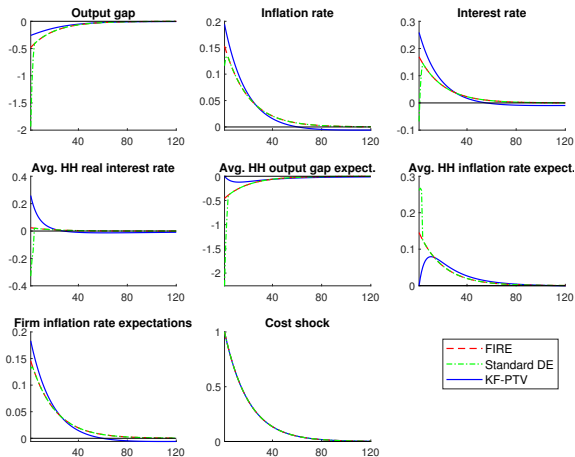 Output gap
Inflation rate
Interest rate
0
-0.5
-1
-1.5
-2
40 80 120
0.2
0.15
0.1
0.05
0
40 80 120
0.3
0.2
0.1
0
-0.1
40 80 120
Avg. HH real interest rate
Avg. HH output gap expect.
Avg. HH inflation rate expect.
0.4
0.2
0
-0.2
-0.4
40 80 120
0
-0.5
-1
-1.5
-2
40 80 120
0.3
0.2
0.1
0
40 80 120
Firm inflation rate expectations
Cost shock
0.2
0.15
0.1
0.05
0
40 80 120
1
0.5
0
40 80 120
FIRE
Standard DE
KF-PTV